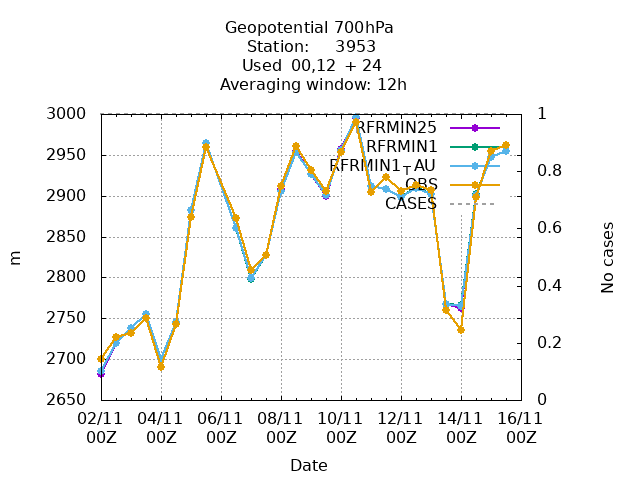 Geopotential 700hPa
Station: 3953
Used 00,12 + 24
Averaging window: 12h
3000
2950
2900
2850
2800
2750
2700
2650
m
1
0.8
0.6
0.4
0.2
0
No cases
RFRMIN25
RFRMIN1
RFRMIN1TAU
OBS
CASES
02/11 04/11 06/11 08/11 10/11 12/11 14/11 16/11
00Z 00Z 00Z 00Z 00Z 00Z 00Z 00Z
Date